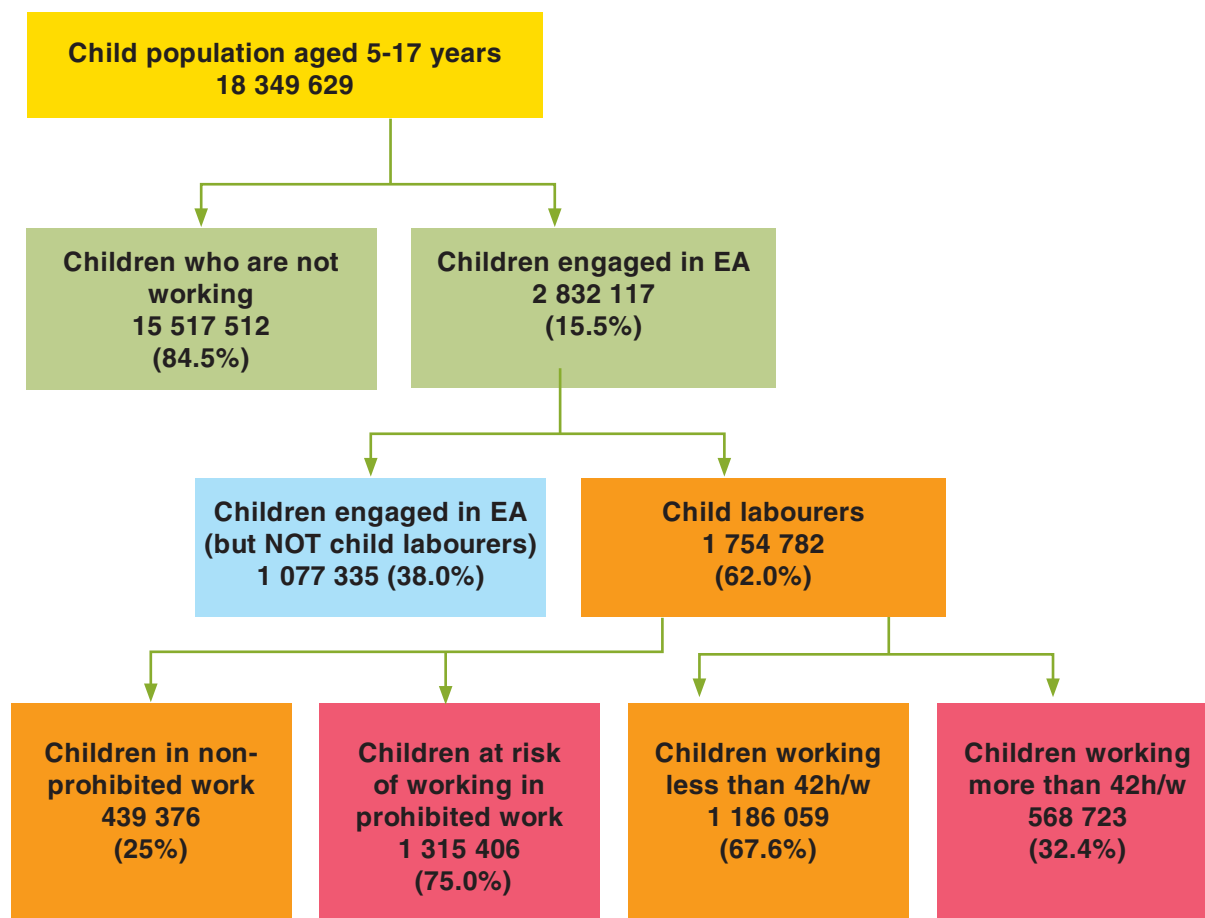 Child population aged 5-17 years
18 349 629
Children who are not
working
15 517 512
(84.5%)
Children engaged in EA
2 832 117
(15.5%)
Children engaged in EA
(but NOT child labourers)
1 077 335 (38.0%)
Child labourers
1 754 782
(62.0%)
Children in non-
prohibited work
439 376
(25%)
Children at risk
of working in
prohibited work
1 315 406
(75.0%)
Children working
less than 42h/w
1 186 059
(67.6%)
Children working
more than 42h/w
568 723
(32.4%)